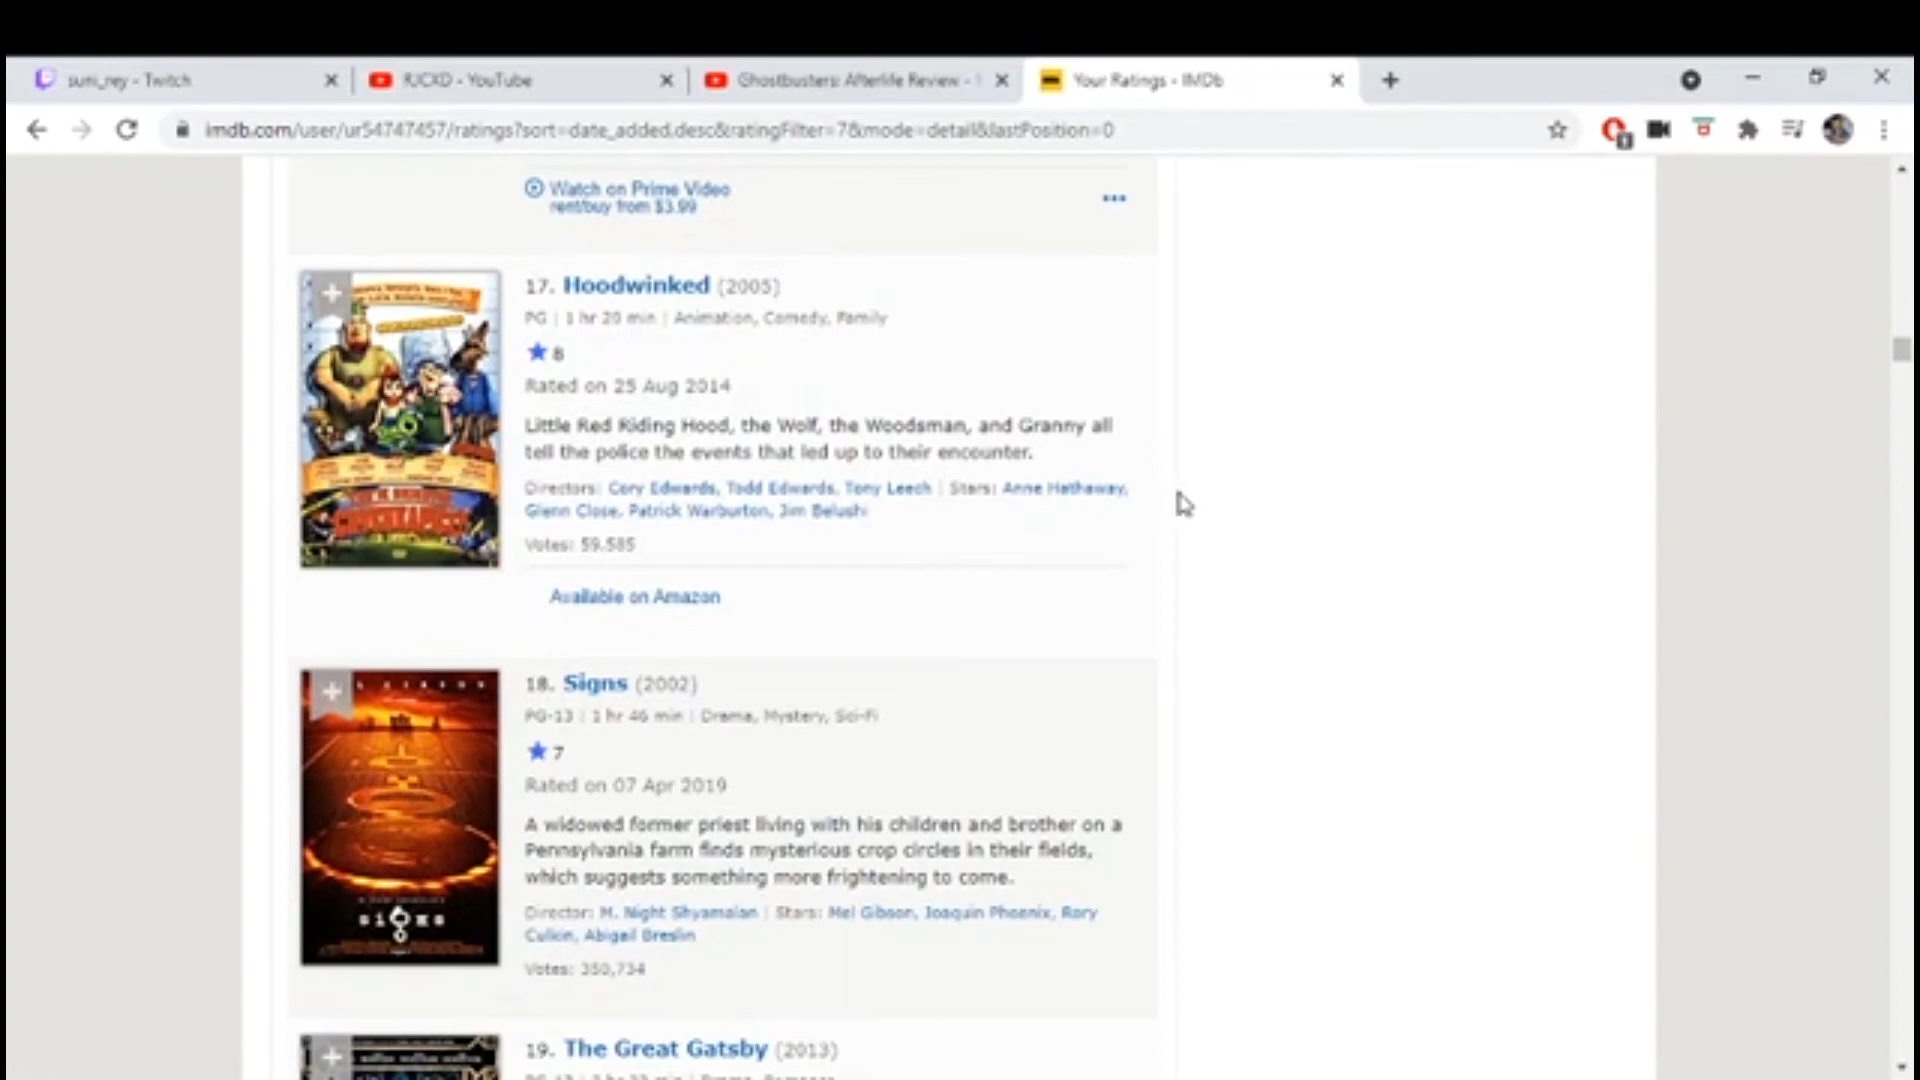 suni_rey - Twitch
RJCXD - YouTube
Ghostbusters: Afterlife Review -
Your Ratings - IMDb
imdb.com/user/ur54747457/ratings?sort=date_added,desc&ratingFilter=7&mode=detail&lastPosition=0
Watch on Prime Video
rent/buy from $3.99
17. Hoodwinked (2005)
PG | 1 hr 20 min | Animation, Comedy, Family
8
Rated on 25 Aug 2014
Little Red Riding Hood, the Wolf, the Woodsman, and Granny all
tell the police the events that led up to their encounter.
Directors: Cory Edwards, Todd Edwards, Tony Leech | Stars: Anne Hathaway,
Glenn Close, Patrick Warburton, Jim Belushi
Votes: 59,585
Available on Amazon
18. Signs (2002)
PG-13 | 1 hr 46 min | Drama, Mystery, Sci-Fi
7
Rated on 07 Apr 2019
A widowed former priest living with his children and brother on a
Pennsylvania farm finds mysterious crop circles in their fields,
which suggests something more frightening to come.
Director: M. Night Shyamalan | Stars: Mel Gibson, Joaquin Phoenix, Rory
Culkin, Abigail Breslin
Votes: 350,734
signs
19. The Great Gatsby (2013)